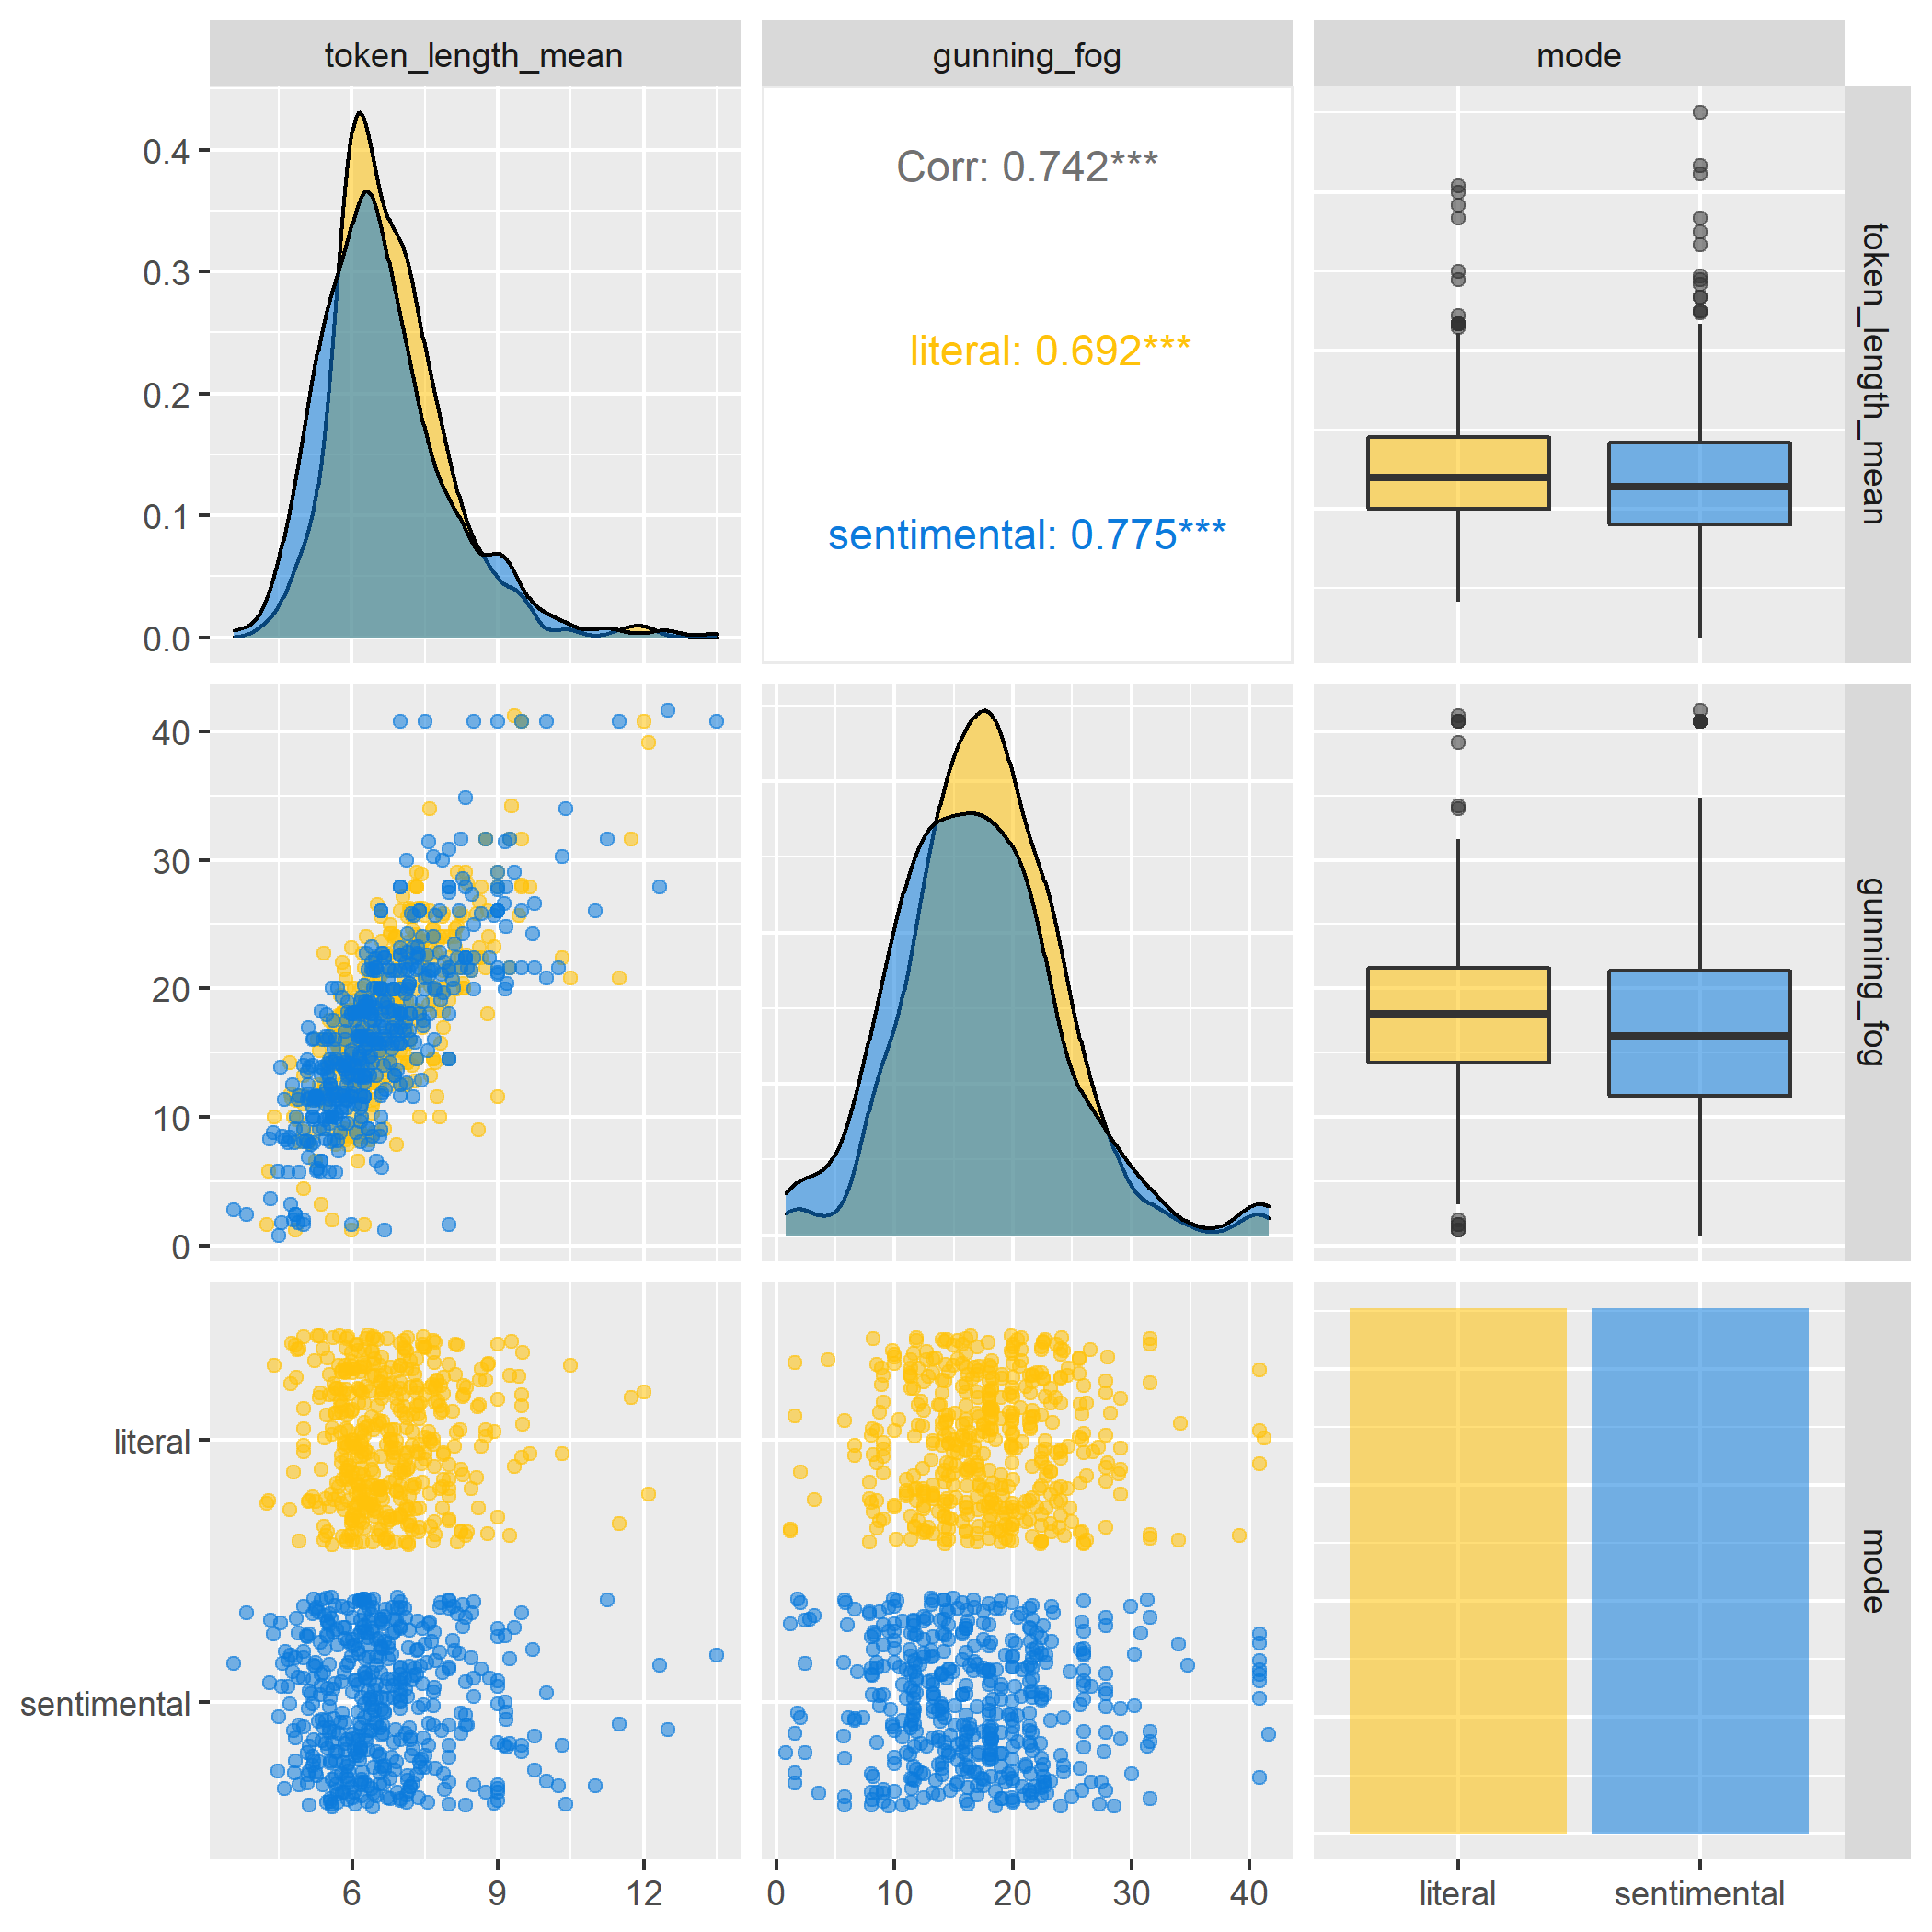 token_length_mean
gunning_fog
mode
0.4
0.3
0.2
0.1
0.0
Corr: 0.742***
literal: 0.692***
sentimental: 0.775***
token_length_mean
40
30
20
10
0
gunning_fog
literal
sentimental
mode
6 9 12
0 10 20 30 40
literal sentimental